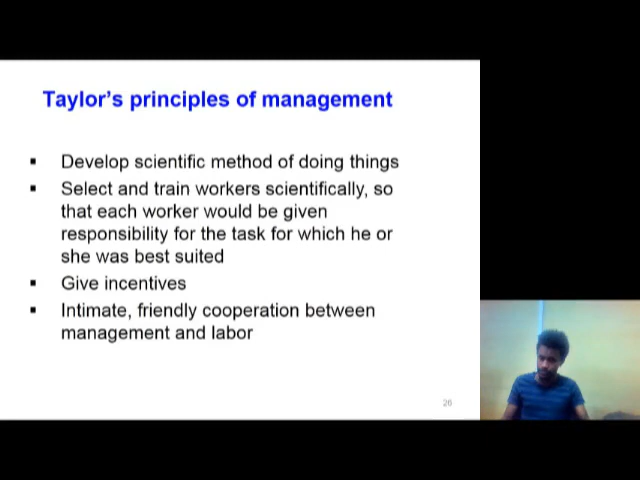 Taylor's principles of management
▪ Develop scientific method of doing things
▪ Select and train workers scientifically, so
that each worker would be given
responsibility for the task for which he or
she was best suited
▪ Give incentives
▪ Intimate, friendly cooperation between
management and labor
26